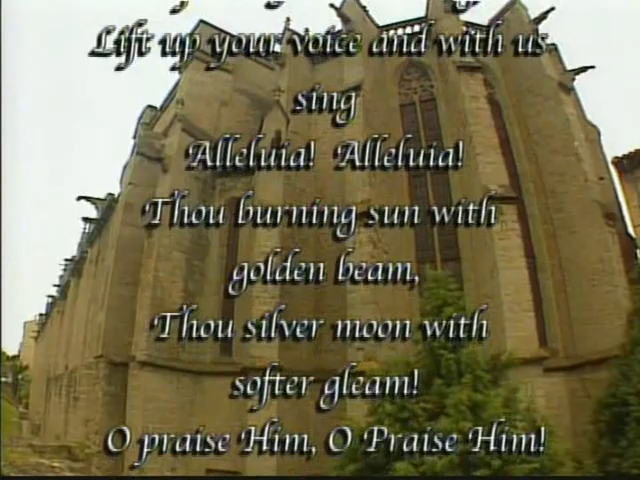 Lift up your voice and with us
sing
Alleluia! Alleluia!
Thou burning sun with
golden beam,
Thou silver moon with
softer gleam!
O praise Him, O Praise Him!